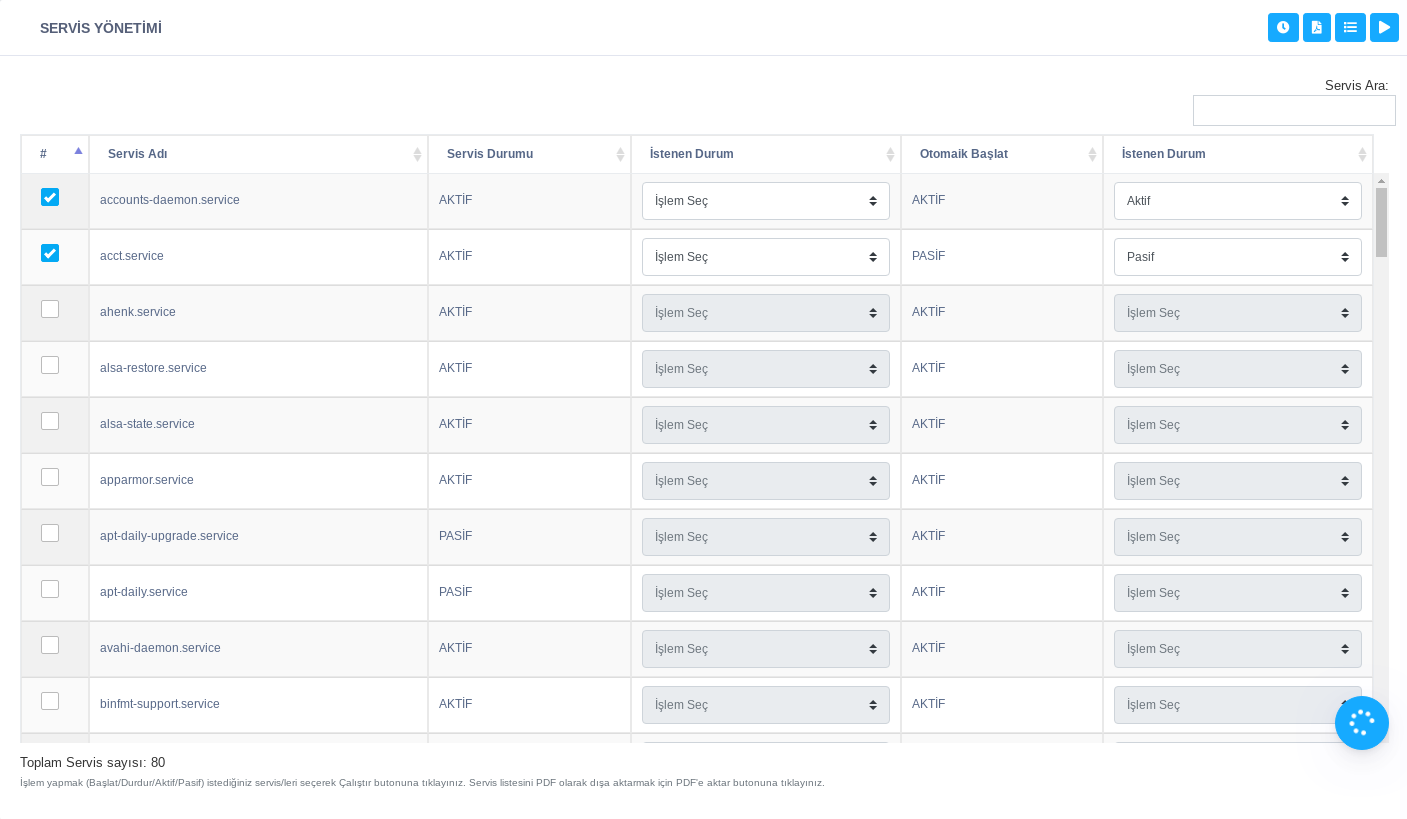 SERVİS YÖNETİMİ
Servis Ara:
# Servis Adı Servis Durumu İstenen Durum Otomaik Başlat İstenen Durum
accounts-daemon.service AKTİF İşlem Seç AKTİF Aktif
acct.service AKTİF İşlem Seç PASİF Pasif
ahenk.service AKTİF İşlem Seç AKTİF İşlem Seç
alsa-restore.service AKTİF İşlem Seç AKTİF İşlem Seç
alsa-state.service AKTİF İşlem Seç AKTİF İşlem Seç
apparmor.service AKTİF İşlem Seç AKTİF İşlem Seç
apt-daily-upgrade.service PASİF İşlem Seç AKTİF İşlem Seç
apt-daily.service PASİF İşlem Seç AKTİF İşlem Seç
avahi-daemon.service AKTİF İşlem Seç AKTİF İşlem Seç
binfmt-support.service AKTİF İşlem Seç AKTİF İşlem Seç
Toplam Servis sayısı: 80
İşlem yapmak (Başlat/Durdur/Aktif/Pasif) istediğiniz servis/leri seçerek Çalıştır butonuna tıklayınız. Servis listesini PDF olarak dışa aktarmak için PDF'e aktar butonuna tıklayınız.